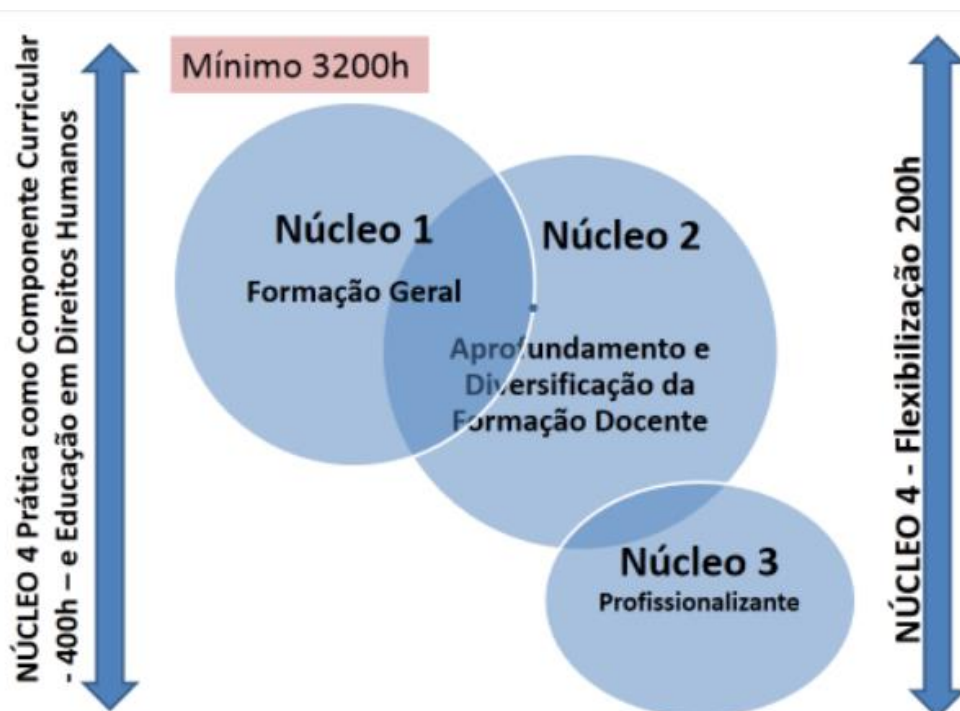 NÚCLEO 4 Prática como Componente Curricular
- 400h – e Educação em Direitos Humanos
Mínimo 3200h
Núcleo 1
Formação Geral
Núcleo 2
Aprofundamento e
Diversificação da
Formação Docente
Núcleo 3
Profissionalizante
NÚCLEO 4 - Flexibilização 200h